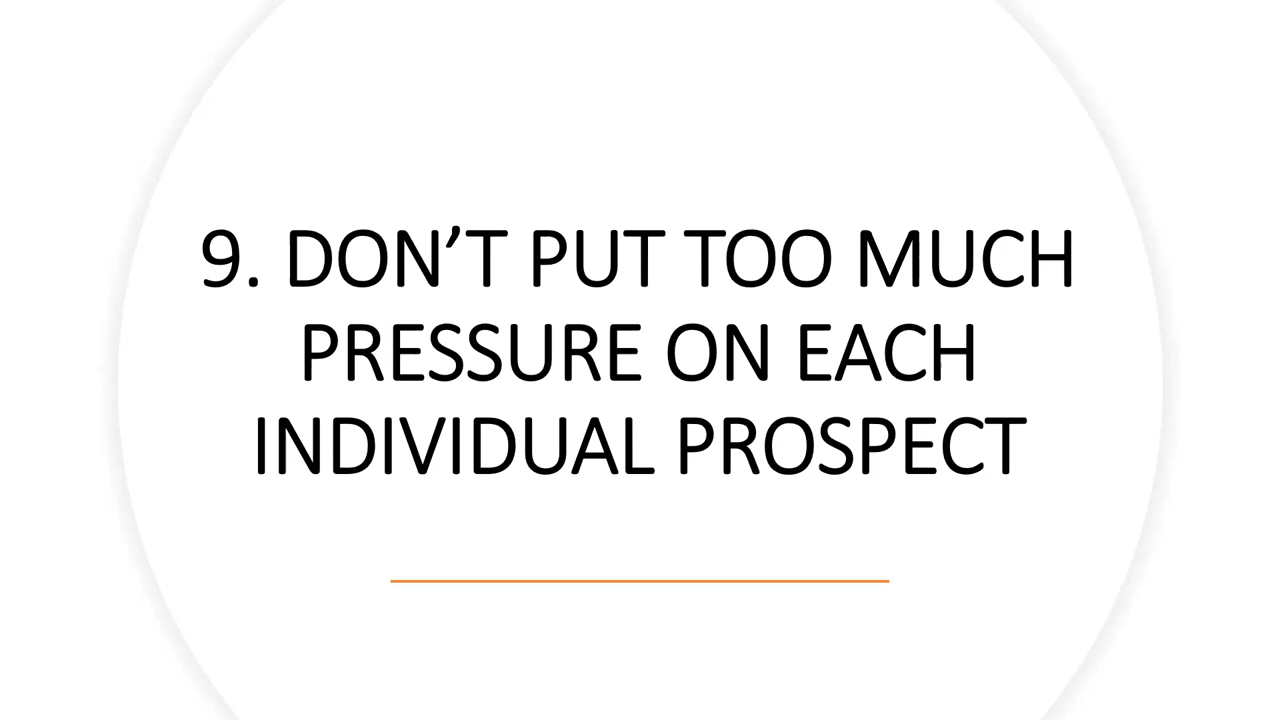 9. DON’T PUT TOO MUCH
PRESSURE ON EACH
INDIVIDUAL PROSPECT